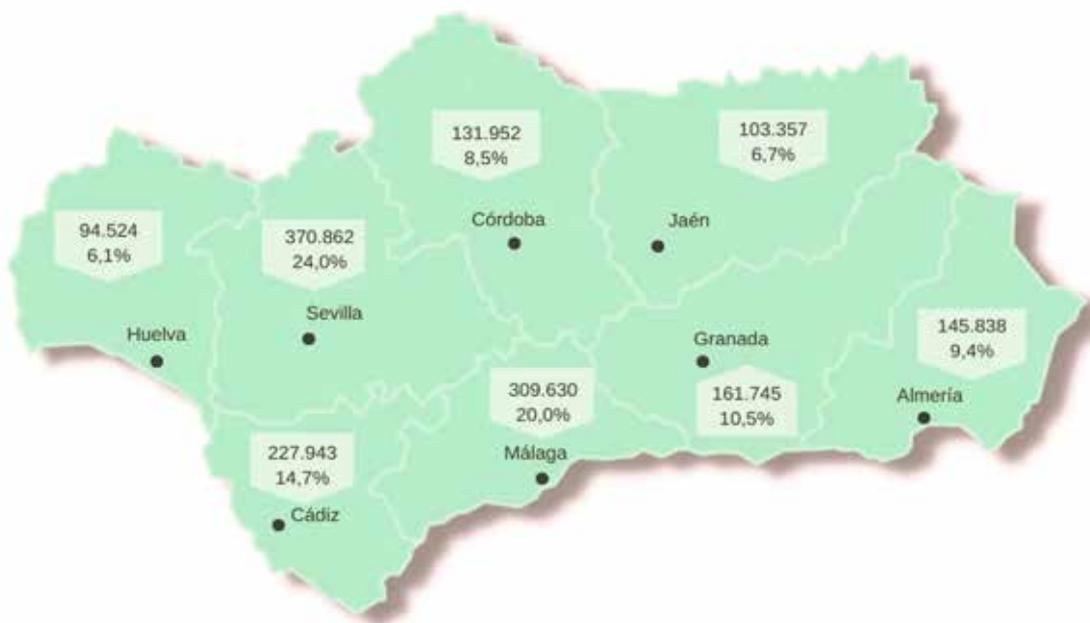 131.952
8,5%
Córdoba
103.357
6,7%
Jaén
94.524
6,1%
Huelva
370.862
24,0%
Sevilla
Granada
161.745
10,5%
145.838
9,4%
Almería
309.630
20,0%
Málaga
227.943
14,7%
Cádiz